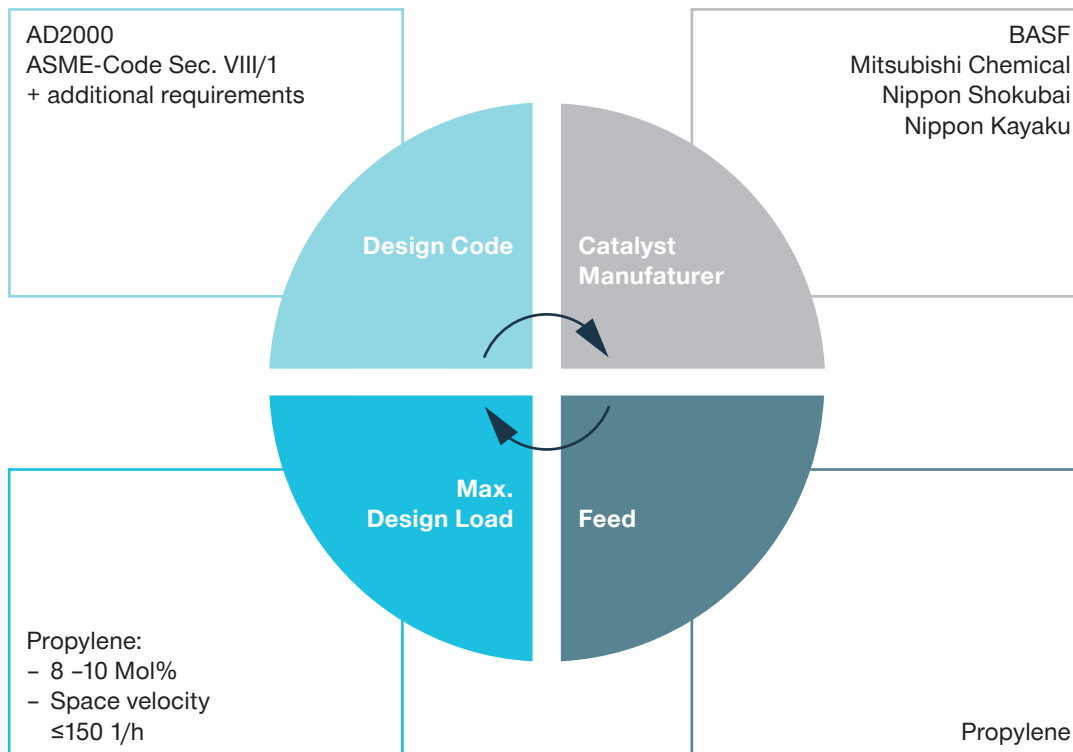 AD2000
ASME-Code Sec. VIII/1
+ additional requirements
BASF
Mitsubishi Chemical
Nippon Shokubai
Nippon Kayaku
Design Code
Catalyst
Manufaturer
Max.
Design Load
Feed
Propylene:
– 8 –10 Mol%
– Space velocity
≤150 1/h
Propylene